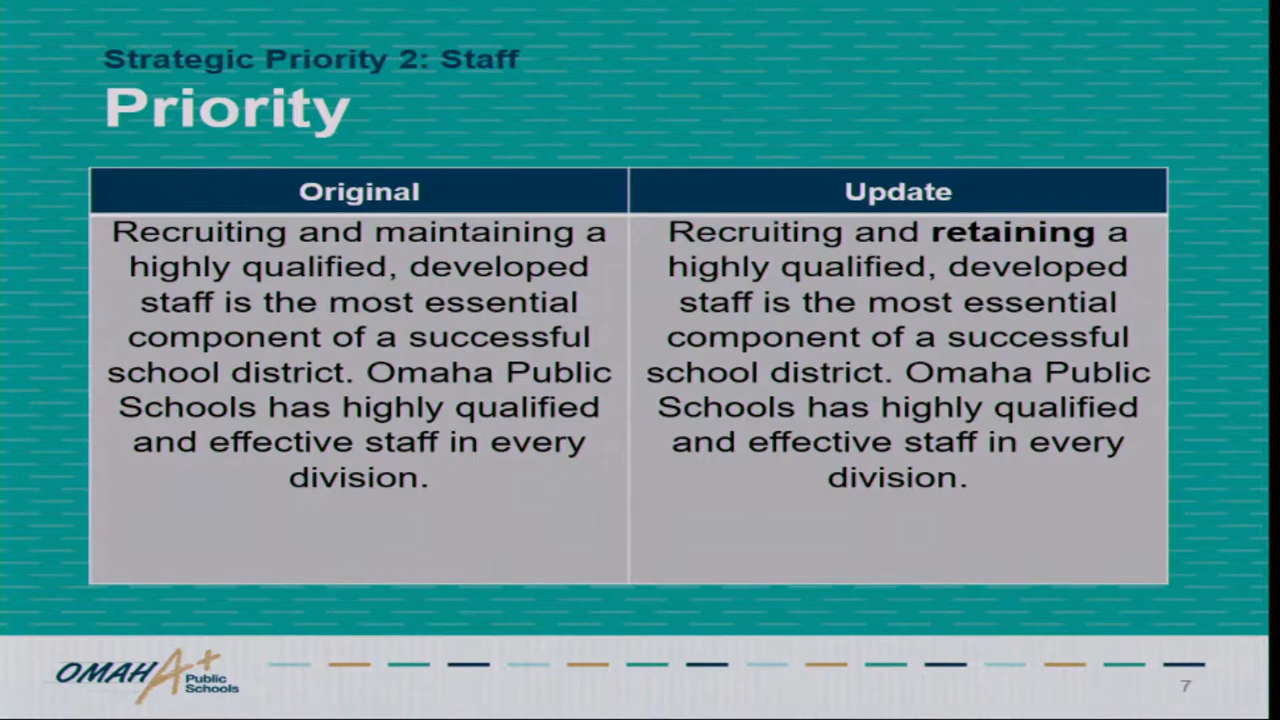 Strategic Priority 2: Staff
Priority
Original
Recruiting and maintaining a
highly qualified, developed
staff is the most essential
component of a successful
school district. Omaha Public
Schools has highly qualified
and effective staff in every
division.
Update
Recruiting and retaining a
highly qualified, developed
staff is the most essential
component of a successful
school district. Omaha Public
Schools has highly qualified
and effective staff in every
division.
OMAHA+
Public
Schools
7